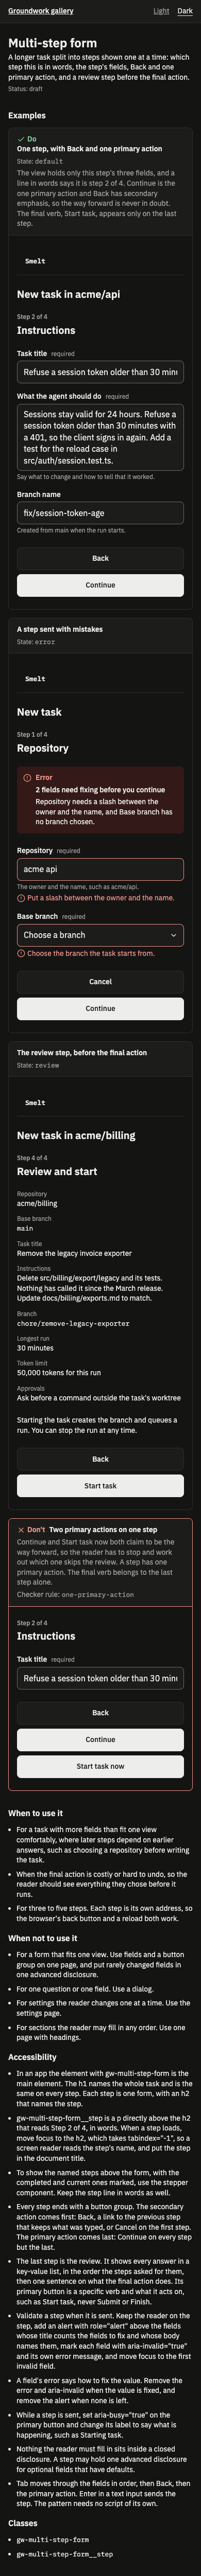 Groundwork gallery
Light Dark
Multi-step form
A longer task split into steps shown one at a time: which
step this is in words, the step's fields, Back and one
primary action, and a review step before the final action.
Status: draft
Examples
Do
One step, with Back and one primary action
State: default
The view holds only this step's three fields, and a
line in words says it is step 2 of 4. Continue is the
one primary action and Back has secondary
emphasis, so the way forward is never in doubt.
The final verb, Start task, appears only on the last
step.
Smelt
New task in acme/api
Step 2 of 4
Instructions
Task title required
Refuse a session token older than 30 minu
What the agent should do required
Sessions stay valid for 24 hours. Refuse a
session token older than 30 minutes with
a 401, so the client signs in again. Add a
test for the reload case in
src/auth/session.test.ts.
Say what to change and how to tell that it worked.
Branch name
fix/session-token-age
Created from main when the run starts.
Back
Continue
A step sent with mistakes
State: error
Smelt
New task
Step 1 of 4
Repository
Error
2 fields need fixing before you continue
Repository needs a slash between the
owner and the name, and Base branch has
no branch chosen.
Repository required
acme api
The owner and the name, such as acme/api.
Put a slash between the owner and the name.
Base branch required
Choose a branch
Choose the branch the task starts from.
Cancel
Continue
The review step, before the final action
State: review
Smelt
New task in acme/billing
Step 4 of 4
Review and start
Repository
acme/billing
Base branch
main
Task title
Remove the legacy invoice exporter
Instructions
Delete src/billing/export/legacy and its tests.
Nothing has called it since the March release.
Update docs/billing/exports.md to match.
Branch
chore/remove-legacy-exporter
Longest run
30 minutes
Token limit
50,000 tokens for this run
Approvals
Ask before a command outside the task's worktree
Starting the task creates the branch and queues a
run. You can stop the run at any time.
Back
Start task
Don't Two primary actions on one step
Continue and Start task now both claim to be the
way forward, so the reader has to stop and work
out which one skips the review. A step has one
primary action. The final verb belongs to the last
step alone.
Checker rule: one-primary-action
Step 2 of 4
Instructions
Task title required
Refuse a session token older than 30 minu
Back
Continue
Start task now
When to use it
For a task with more fields than fit one view
comfortably, where later steps depend on earlier
answers, such as choosing a repository before writing
the task.
When the final action is costly or hard to undo, so the
reader should see everything they chose before it
runs.
For three to five steps. Each step is its own address, so
the browser's back button and a reload both work.
When not to use it
For a form that fits one view. Use fields and a button
group on one page, and put rarely changed fields in
one advanced disclosure.
For one question or one field. Use a dialog.
For settings the reader changes one at a time. Use the
settings page.
For sections the reader may fill in any order. Use one
page with headings.
Accessibility
In an app the element with gw-multi-step-form is the
main element. The h1 names the whole task and is the
same on every step. Each step is one form, with an h2
that names the step.
gw-multi-step-form__step is a p directly above the h2
that reads Step 2 of 4, in words. When a step loads,
move focus to the h2, which takes tabindex="-1", so a
screen reader reads the step's name, and put the step
in the document title.
To show the named steps above the form, with the
completed and current ones marked, use the stepper
component. Keep the step line in words as well.
Every step ends with a button group. The secondary
action comes first: Back, a link to the previous step
that keeps what was typed, or Cancel on the first step.
The primary action comes last: Continue on every step
but the last.
The last step is the review. It shows every answer in a
key-value list, in the order the steps asked for them,
then one sentence on what the final action does. Its
primary button is a specific verb and what it acts on,
such as Start task, never Submit or Finish.
Validate a step when it is sent. Keep the reader on the
step, add an alert with role="alert" above the fields
whose title counts the fields to fix and whose body
names them, mark each field with aria-invalid="true"
and its own error message, and move focus to the first
invalid field.
A field's error says how to fix the value. Remove the
error and aria-invalid when the value is fixed, and
remove the alert when none is left.
While a step is sent, set aria-busy="true" on the
primary button and change its label to say what is
happening, such as Starting task.
Nothing the reader must fill in sits inside a closed
disclosure. A step may hold one advanced disclosure
for optional fields that have defaults.
Tab moves through the fields in order, then Back, then
the primary action. Enter in a text input sends the
step. The pattern needs no script of its own.
Classes
gw-multi-step-form
gw-multi-step-form__step